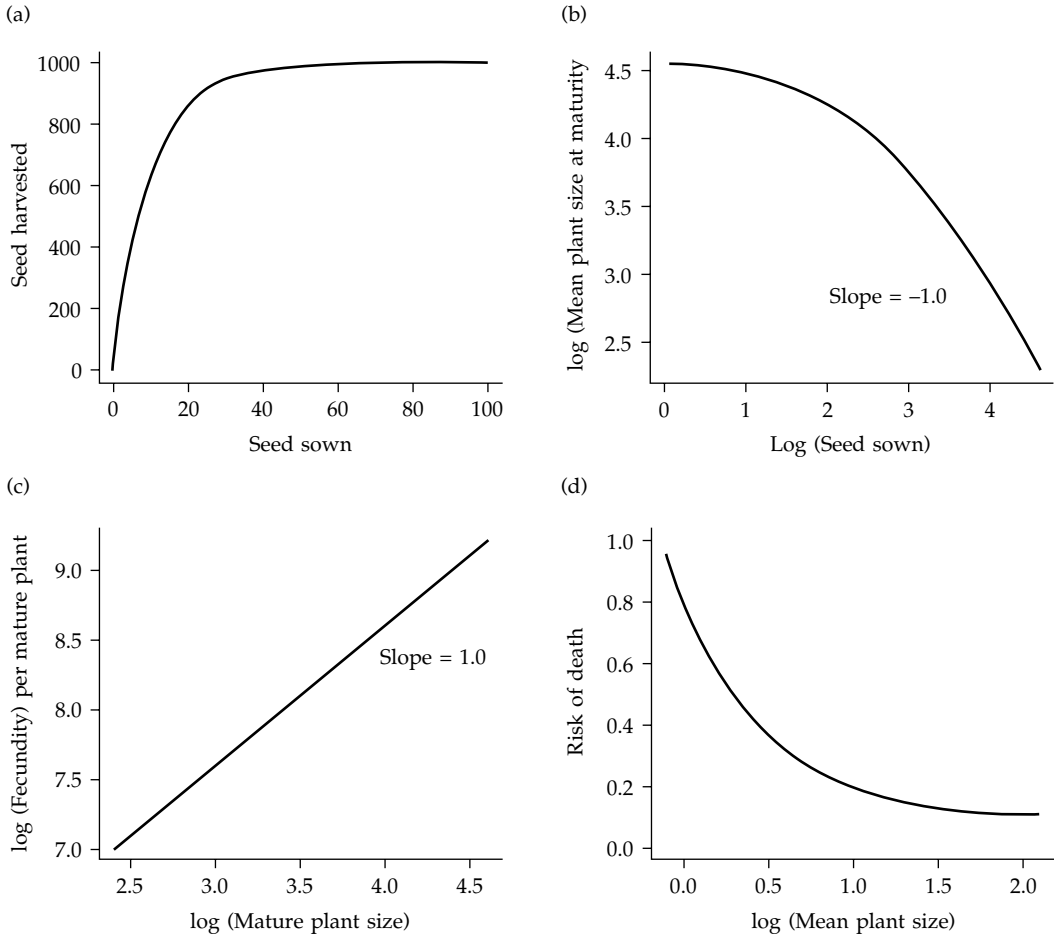 (a)
Seed harvested
1000
800
600
400
200
0
0 20 40 60 80 100
Seed sown
(b)
log (Mean plant size at maturity
4.5
4.0
3.5
3.0
2.5
Slope = –1.0
0 1 2 3 4
Log (Seed sown)
(c)
log (Fecundity) per mature plant
9.0
8.5
8.0
7.5
7.0
Slope = 1.0
2.5 3.0 3.5 4.0 4.5
log (Mature plant size)
(d)
Risk of death
1.0
0.8
0.6
0.4
0.2
0.0
0.0 0.5 1.0 1.5 2.0
log (Mean plant size)